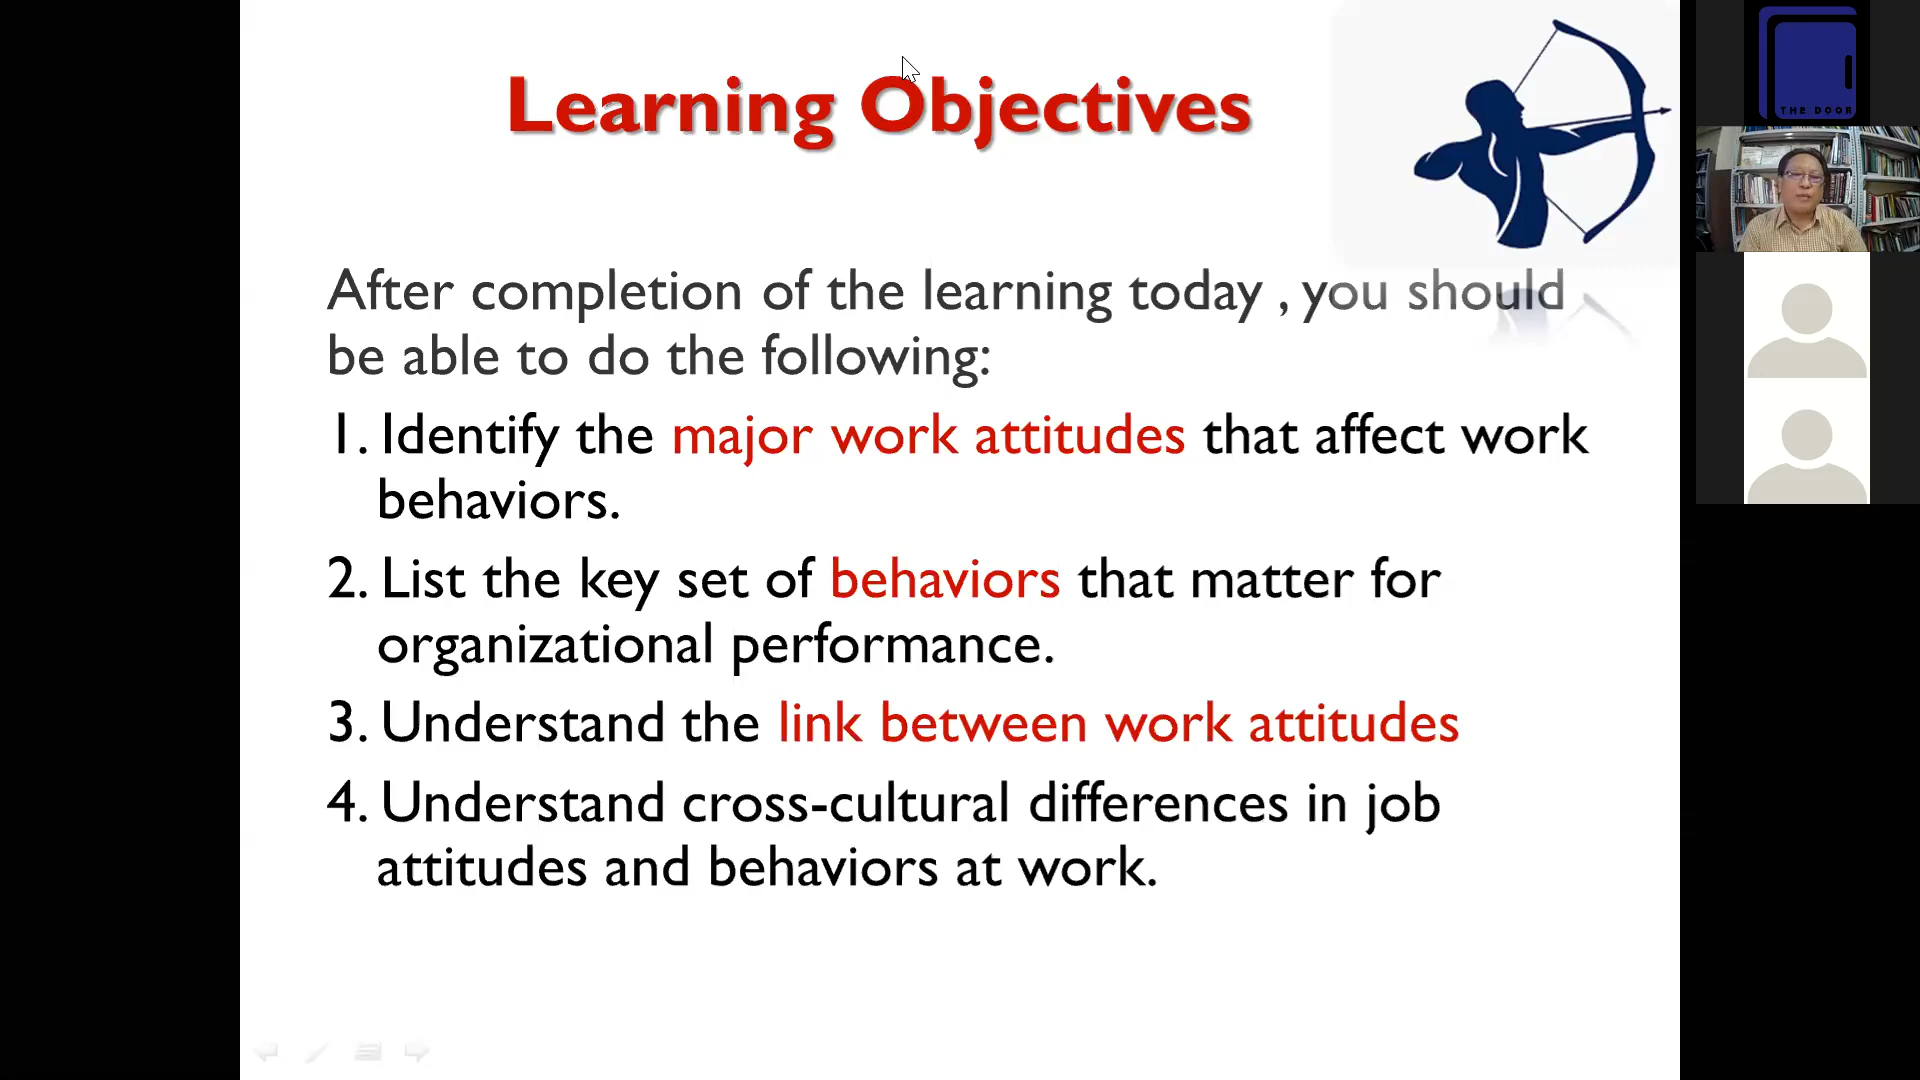 Learning Objectives
THE DOOR
After completion of the learning today , you should
be able to do the following:
1. Identify the major work attitudes that affect work
behaviors.
2. List the key set of behaviors that matter for
organizational performance.
3. Understand the link between work attitudes
4. Understand cross-cultural differences in job
attitudes and behaviors at work.